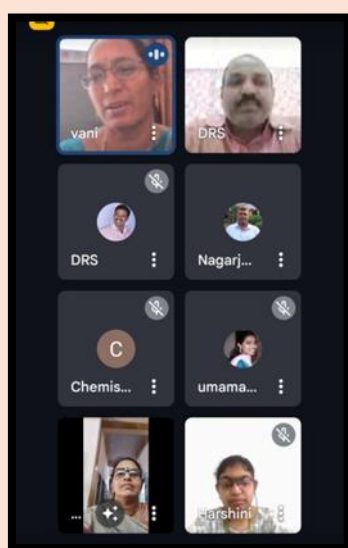 vani
DRS
DRS
Nagarj...
C
Chemis...
umama...
...
Harshini